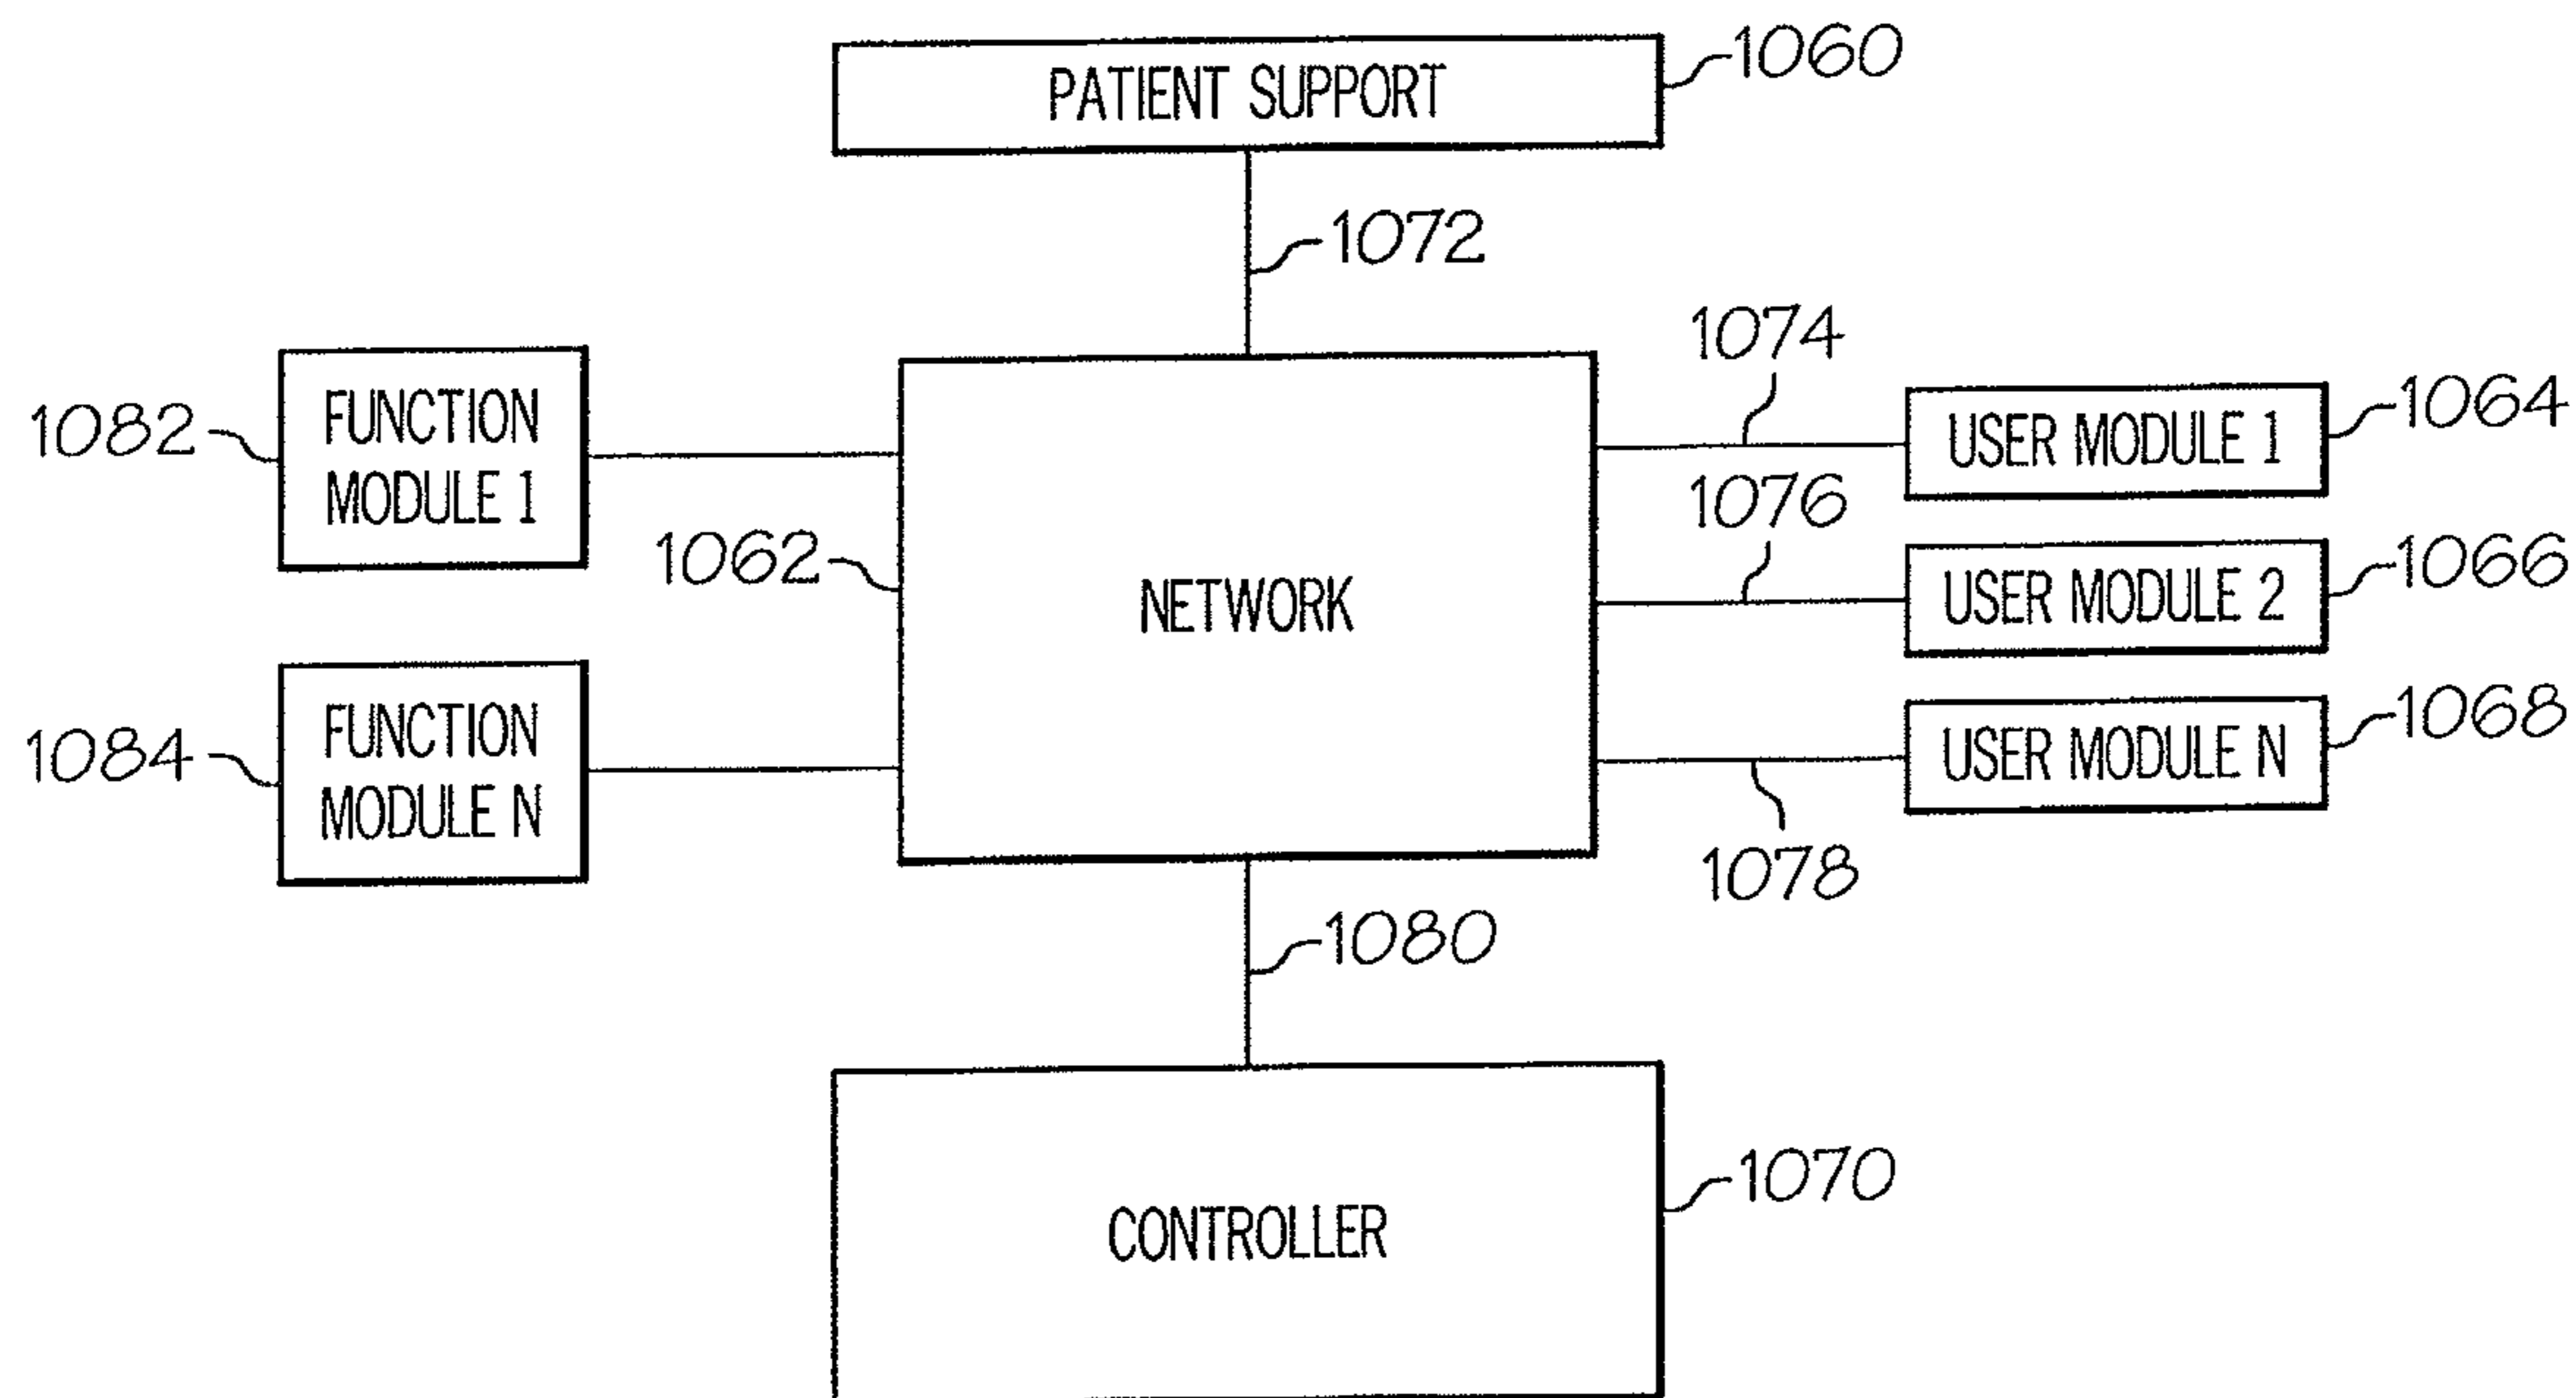 PATIENT SUPPORT
1060
1072
1074
FUNCTION
MODULE 1
1082
USER MODULE 1
1064
1076
1062
NETWORK
USER MODULE 2
1066
FUNCTION
MODULE N
1084
USER MODULE N
1068
1078
1080
CONTROLLER
1070